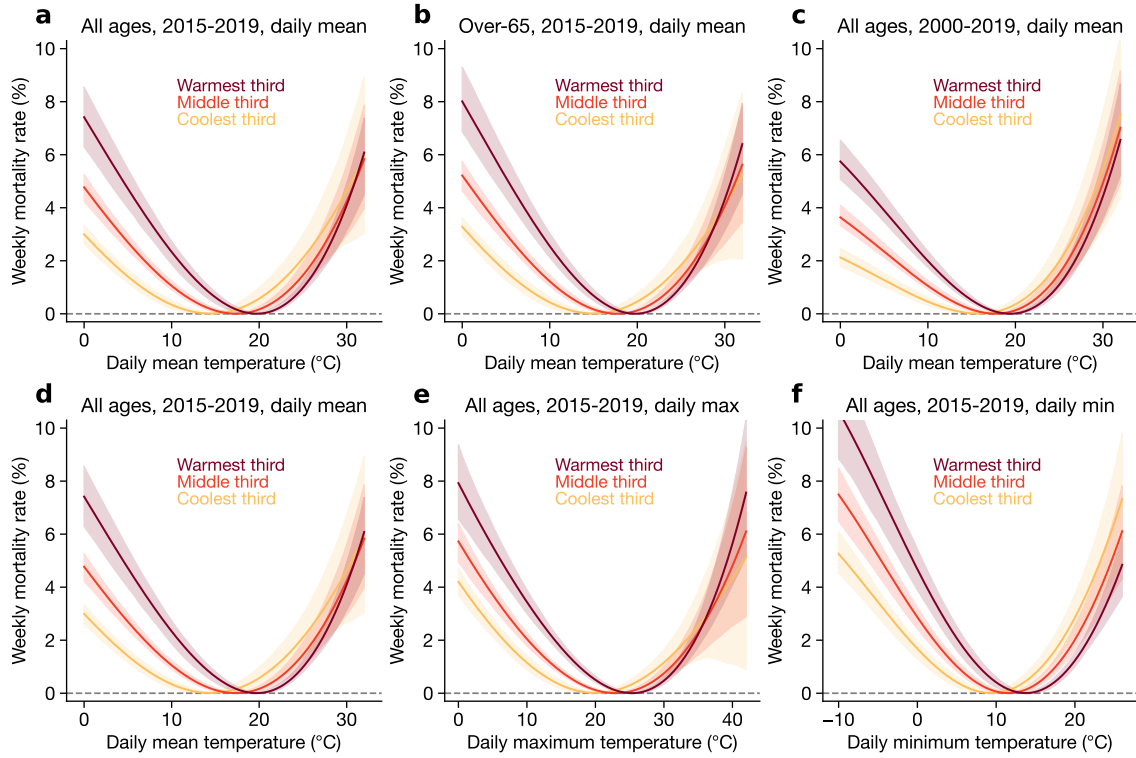 a
All ages, 2015-2019, daily mean
10
8
6
4
2
0
Weekly mortality rate (%)
Warmest third
Middle third
Coolest third
0
10
20
30
Daily mean temperature (°C)
b
Over-65, 2015-2019, daily mean
10
8
6
4
2
0
Weekly mortality rate (%)
Warmest third
Middle third
Coolest third
0
10
20
30
Daily mean temperature (°C)
c
All ages, 2000-2019, daily mean
10
8
6
4
2
0
Weekly mortality rate (%)
Warmest third
Middle third
Coolest third
0
10
20
30
Daily mean temperature (°C)
d
All ages, 2015-2019, daily mean
10
8
6
4
2
0
Weekly mortality rate (%)
Warmest third
Middle third
Coolest third
0
10
20
30
Daily mean temperature (°C)
e
All ages, 2015-2019, daily max
10
8
6
4
2
0
Weekly mortality rate (%)
Warmest third
Middle third
Coolest third
0
10
20
30
40
Daily maximum temperature (°C)
f
All ages, 2015-2019, daily min
10
8
6
4
2
0
Weekly mortality rate (%)
Warmest third
Middle third
Coolest third
−10
0
10
20
Daily minimum temperature (°C)